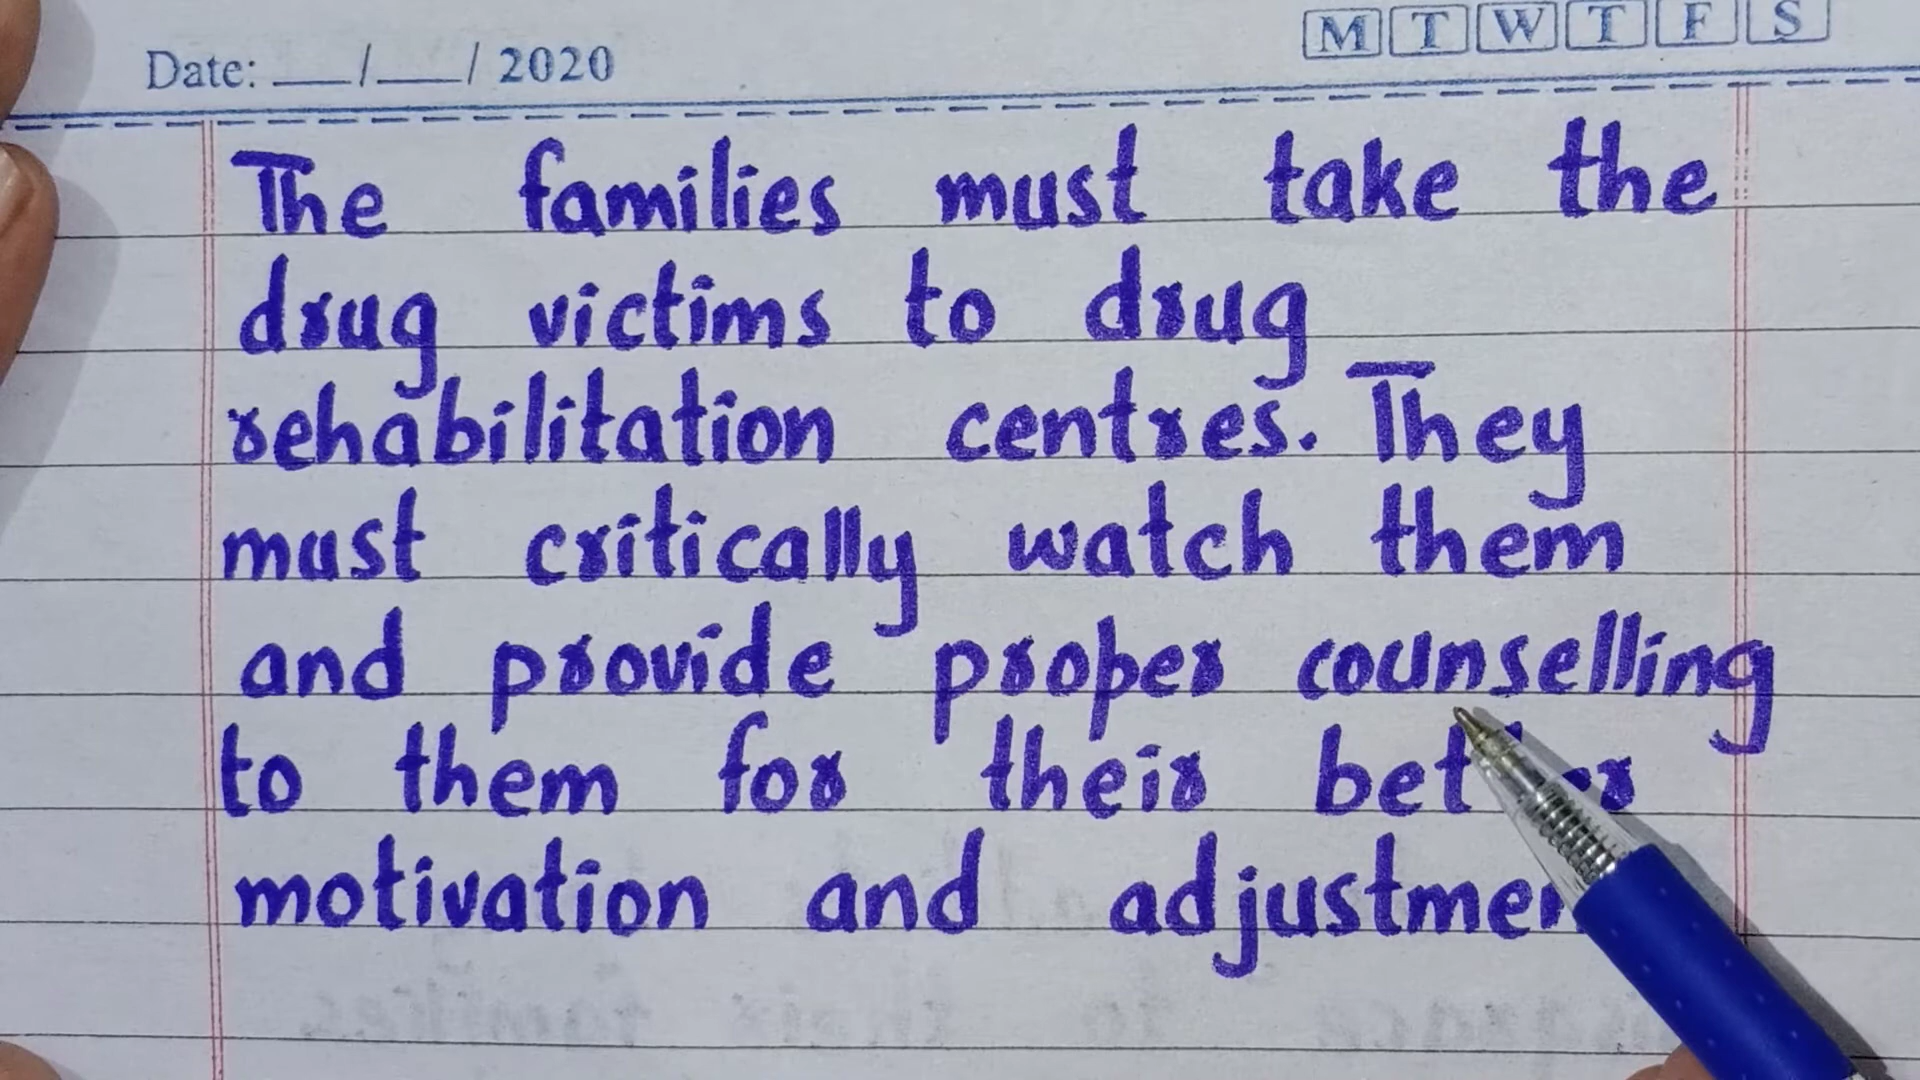 Date: ___/___/ 2020
M T W T F S
The families must take the
drug victims to drug
rehabilitation centres. They
must critically watch them
and provide proper counselling
to them for their
motivation and